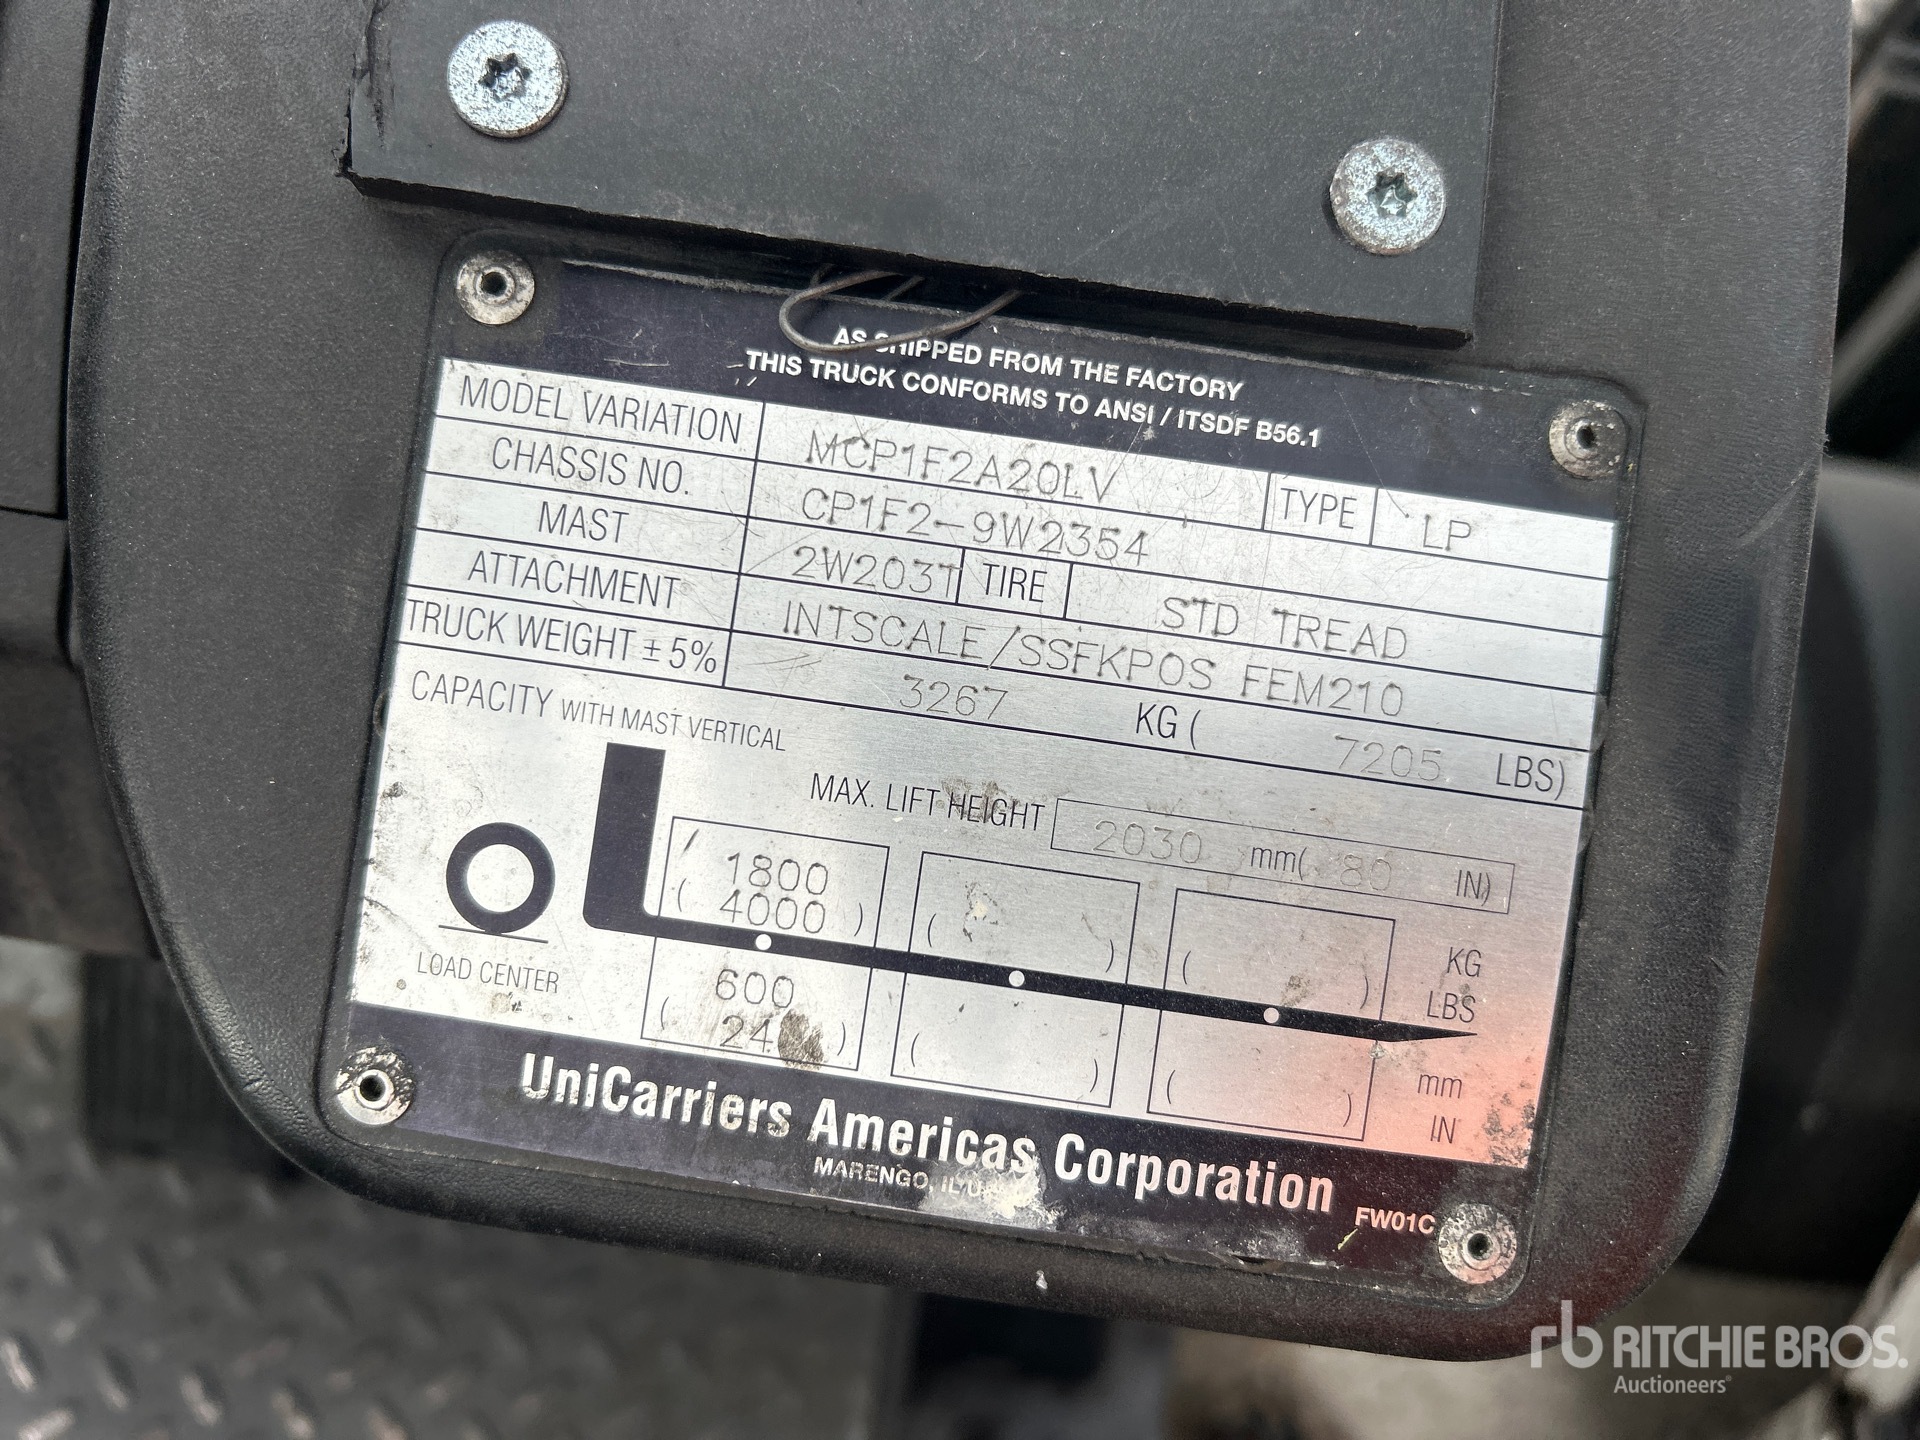 AS SHIPPED FROM THE FACTORY
THIS TRUCK CONFORMS TO ANSI / ITSDF B56.1
MODEL VARIATION MCP1F2A20LV TYPE LP
CHASSIS NO. CP1F2-9W2354
MAST 2W203T TIRE STD TREAD
ATTACHMENT INTSCALE/SSFKPOS FEM210
TRUCK WEIGHT ± 5% 3267 KG ( 7205 LBS)
CAPACITY WITH MAST VERTICAL
MAX. LIFT HEIGHT 2030 mm( 80 IN)
1800 KG
( 4000 ) ( ) ( ) LBS
LOAD CENTER 600 mm
( 24 ) ( ) ( ) IN
UniCarriers Americas Corporation
MARENGO, IL
FW01C
rb RITCHIE BROS.
Auctioneers